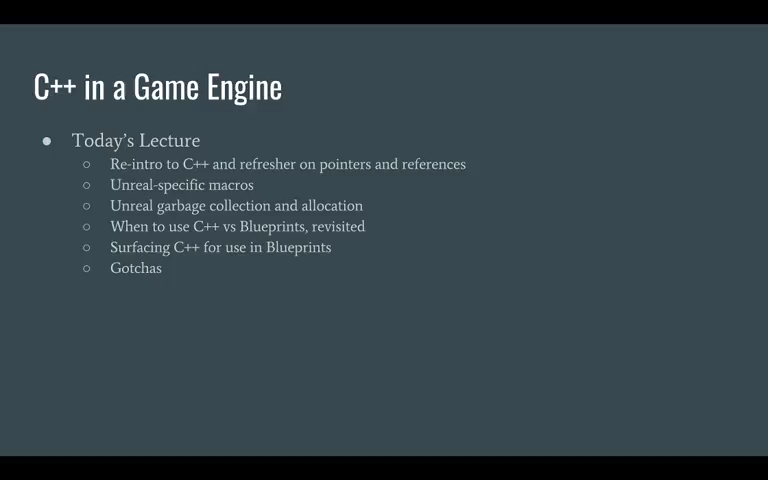 C++ in a Game Engine
● Today's Lecture
○ Re-intro to C++ and refresher on pointers and references
○ Unreal-specific macros
○ Unreal garbage collection and allocation
○ When to use C++ vs Blueprints, revisited
○ Surfacing C++ for use in Blueprints
○ Gotchas